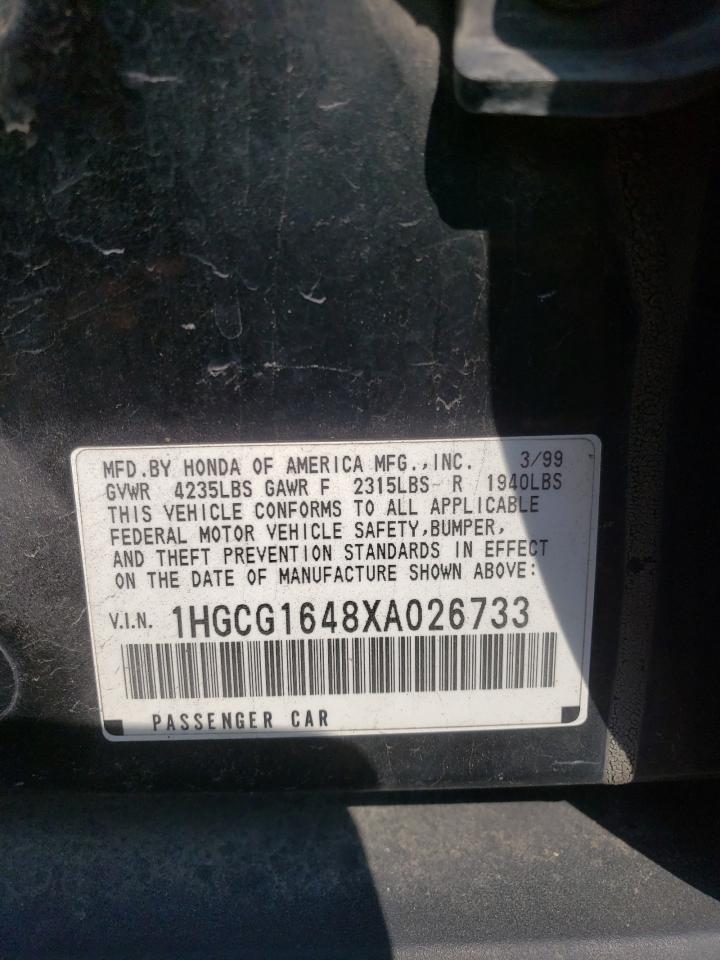 MFD.BY HONDA OF AMERICA MFG.,INC. 3/99
GVWR 4235LBS GAWR F 2315LBS R 1940LBS
THIS VEHICLE CONFORMS TO ALL APPLICABLE
FEDERAL MOTOR VEHICLE SAFETY,BUMPER,
AND THEFT PREVENTION STANDARDS IN EFFECT
ON THE DATE OF MANUFACTURE SHOWN ABOVE:
V.I.N. 1HGCG1648XA026733
PASSENGER CAR